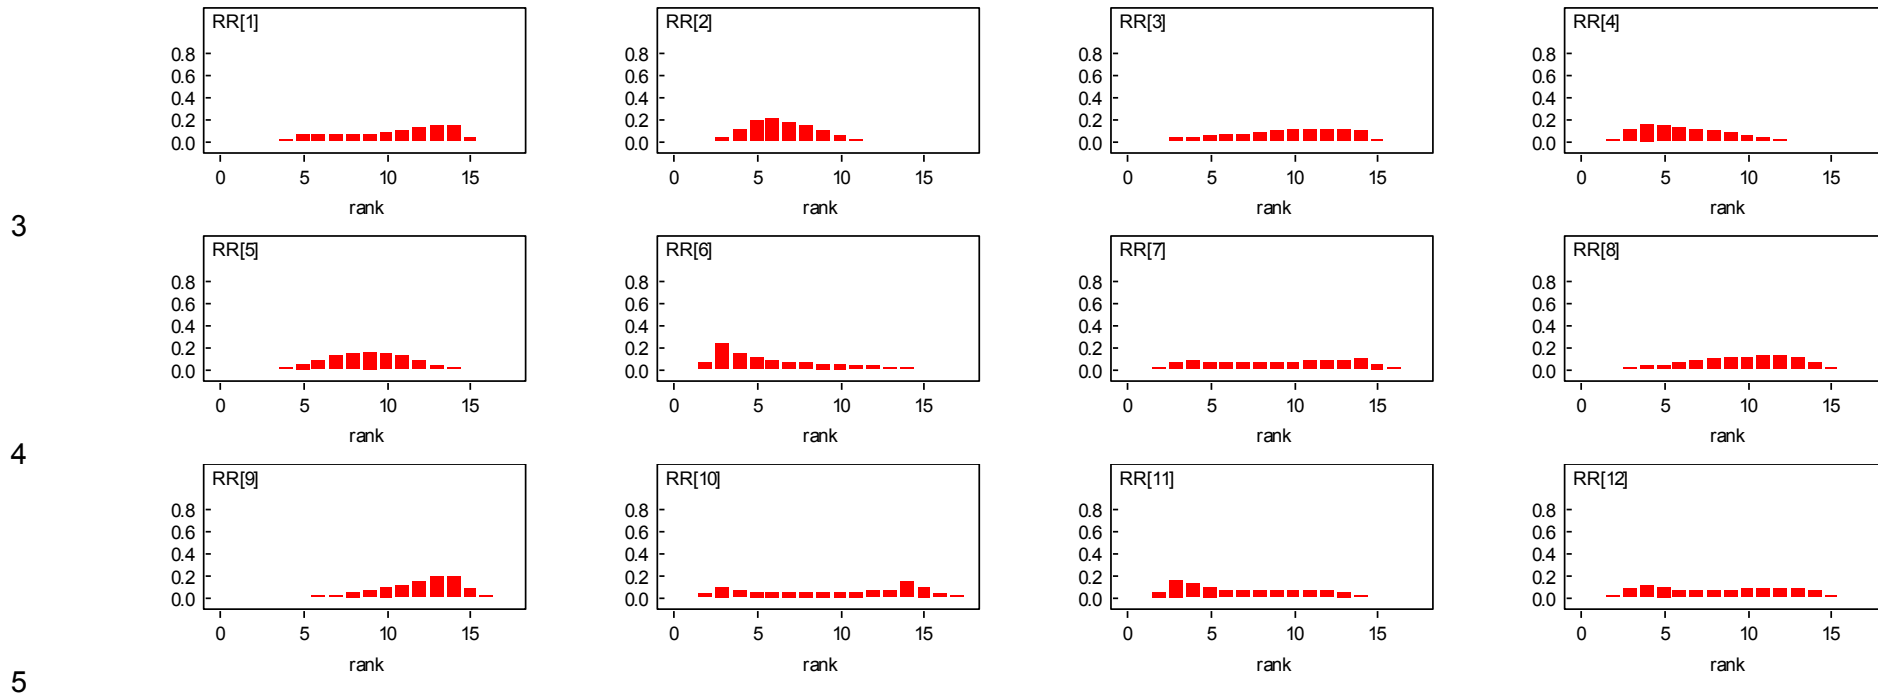 RR[1] RR[2] RR[3] RR[4]
0.8 0.8 0.8 0.8
0.6 0.6 0.6 0.6
0.4 0.4 0.4 0.4
0.2 0.2 0.2 0.2
0.0 0.0 0.0 0.0
0 5 10 15 0 5 10 15 0 5 10 15 0 5 10 15
rank rank rank rank
3
RR[5] RR[6] RR[7] RR[8]
0.8 0.8 0.8 0.8
0.6 0.6 0.6 0.6
0.4 0.4 0.4 0.4
0.2 0.2 0.2 0.2
0.0 0.0 0.0 0.0
0 5 10 15 0 5 10 15 0 5 10 15 0 5 10 15
rank rank rank rank
4
RR[9] RR[10] RR[11] RR[12]
0.8 0.8 0.8 0.8
0.6 0.6 0.6 0.6
0.4 0.4 0.4 0.4
0.2 0.2 0.2 0.2
0.0 0.0 0.0 0.0
0 5 10 15 0 5 10 15 0 5 10 15 0 5 10 15
rank rank rank rank
5